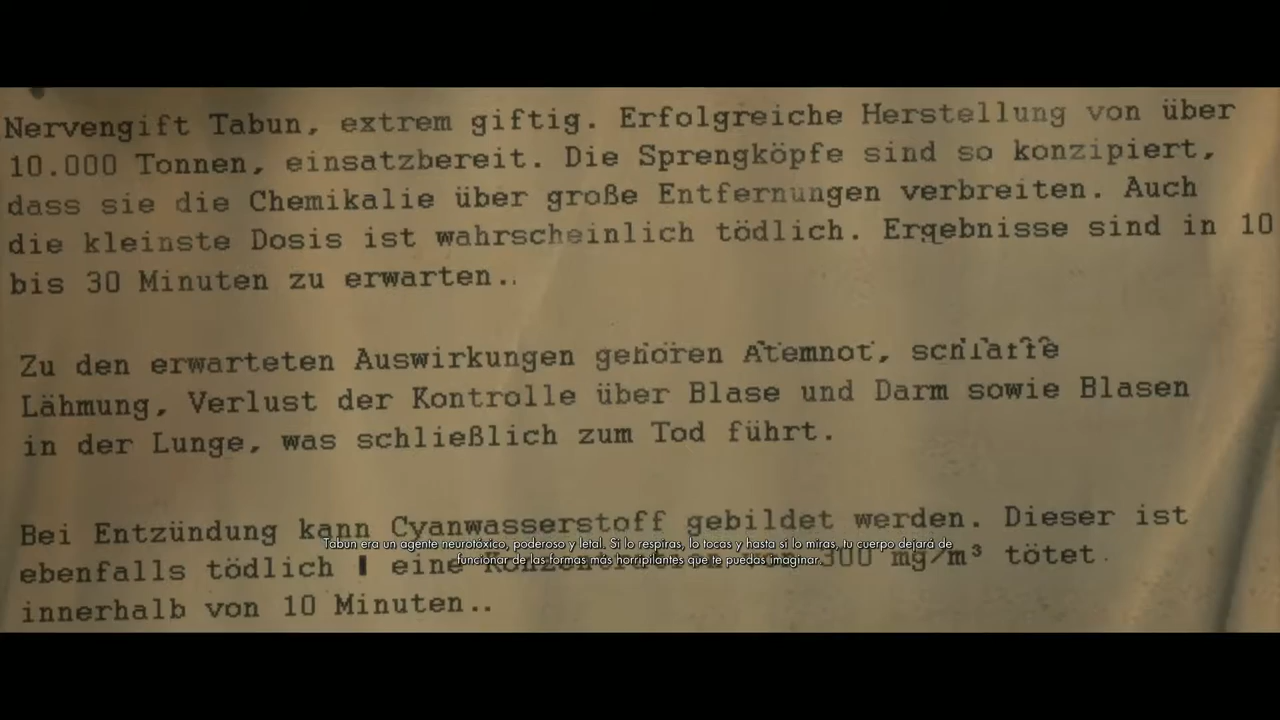 Nervengift Tabun, extrem giftig. Erfolgreiche Herstellung von über
10.000 Tonnen, einsatzbereit. Die Sprengköpfe sind so konzipiert,
dass sie die Chemikalie über große Entfernungen verbreiten. Auch
die kleinste Dosis ist wahrscheinlich tödlich. Ergebnisse sind in 10
bis 30 Minuten zu erwarten..
Zu den erwarteten Auswirkungen gehören Atemnot, schlaffe
Lähmung, Verlust der Kontrolle über Blase und Darm sowie Blasen
in der Lunge, was schließlich zum Tod führt.
Bei Entzündung kann Cyanwasserstoff gebildet werden. Dieser ist
Tabun era un agente neurotóxico, poderoso y letal. Si lo respiras, lo tocas y hasta si lo miras, tu cuerpo dejará de
funcionar de las formas más horripilantes que te puedas imaginar.
ebenfalls tödlich eine 300 mg/m³ tötet
innerhalb von 10 Minuten..